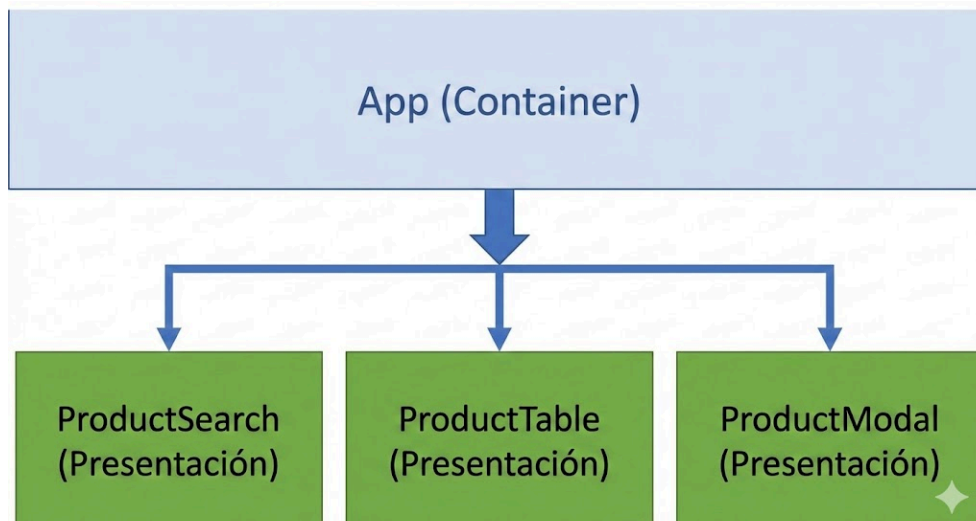 App (Container)
ProductSearch
(Presentación)
ProductTable
(Presentación)
ProductModal
(Presentación)